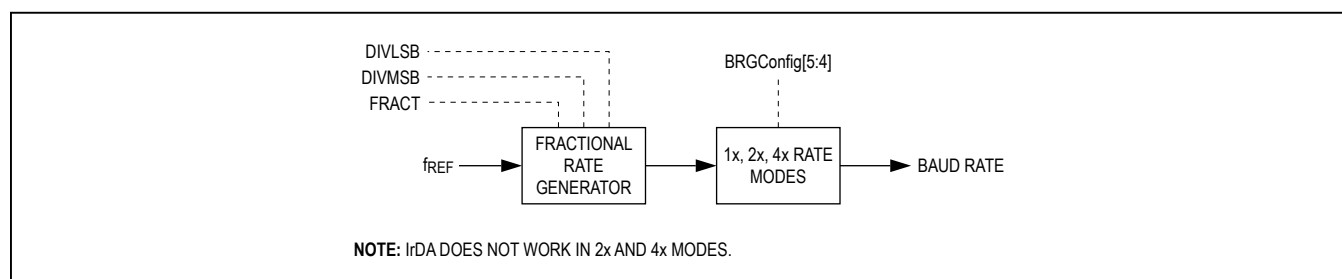 DIVLSB
DIVMSB
FRACT
BRGConfig[5:4]
fREF
FRACTIONAL
RATE
GENERATOR
1x, 2x, 4x RATE
MODES
BAUD RATE
NOTE: IrDA DOES NOT WORK IN 2x AND 4x MODES.